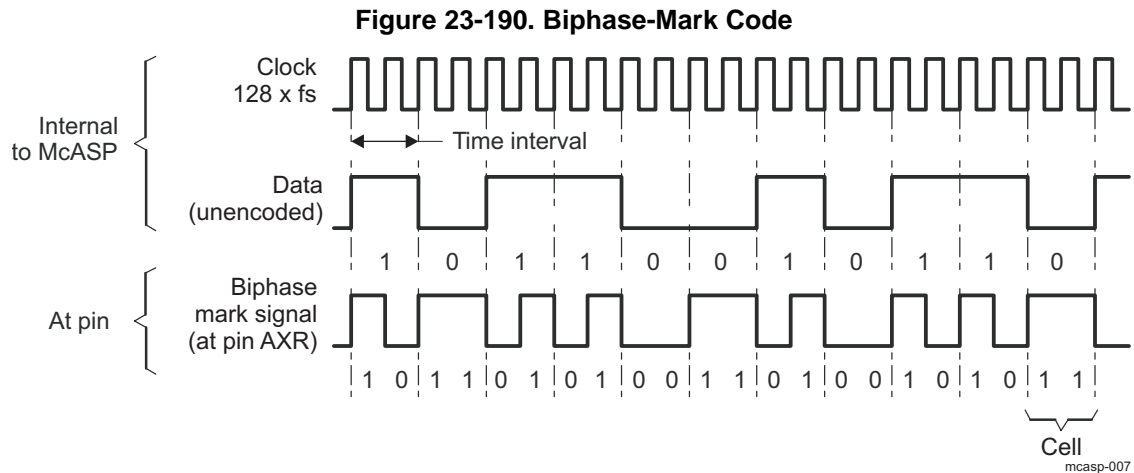 Figure 23-190. Biphase-Mark Code
Clock
128 x fs
Internal
to McASP
Time interval
Data
(unencoded)
1 0 1 1 0 0 1 0 1 1 0
At pin
Biphase
mark signal
(at pin AXR)
1 0 1 1 0 1 0 1 0 0 1 1 0 1 0 0 1 0 1 0 1 1
Cell
mcasp-007